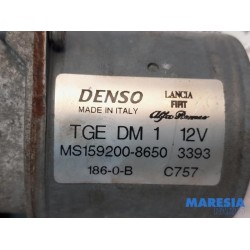 DENSO
MADE IN ITALY
LANCIA
FIAT
Alfa Romeo
TGE DM 1 12V
MS159200-8650 3393
186-0-B C757
MARESIA